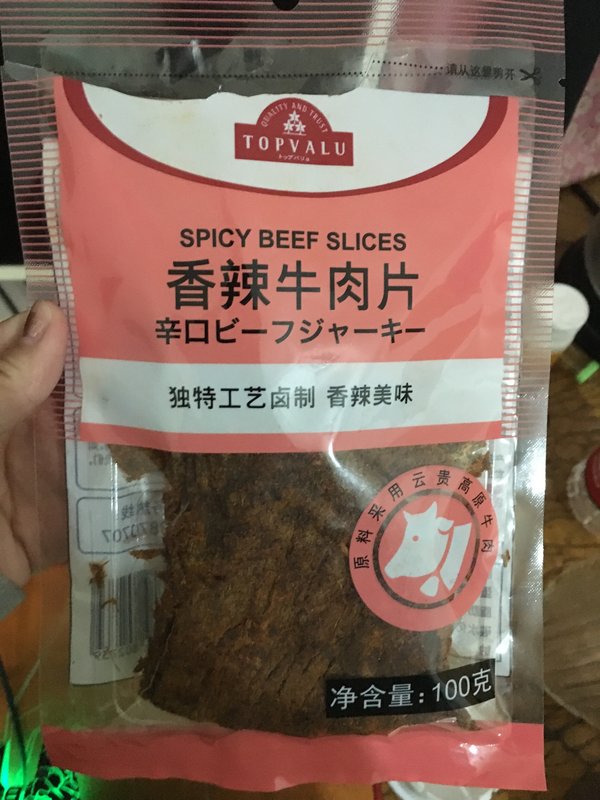 请从这里剪开
QUALITY AND TRUST
TOPVALU
トップバリュ
SPICY BEEF SLICES
香辣牛肉片
辛口ビーフジャーキー
独特工艺卤制 香辣美味
原料采用云贵高原牛肉
净含量:100克